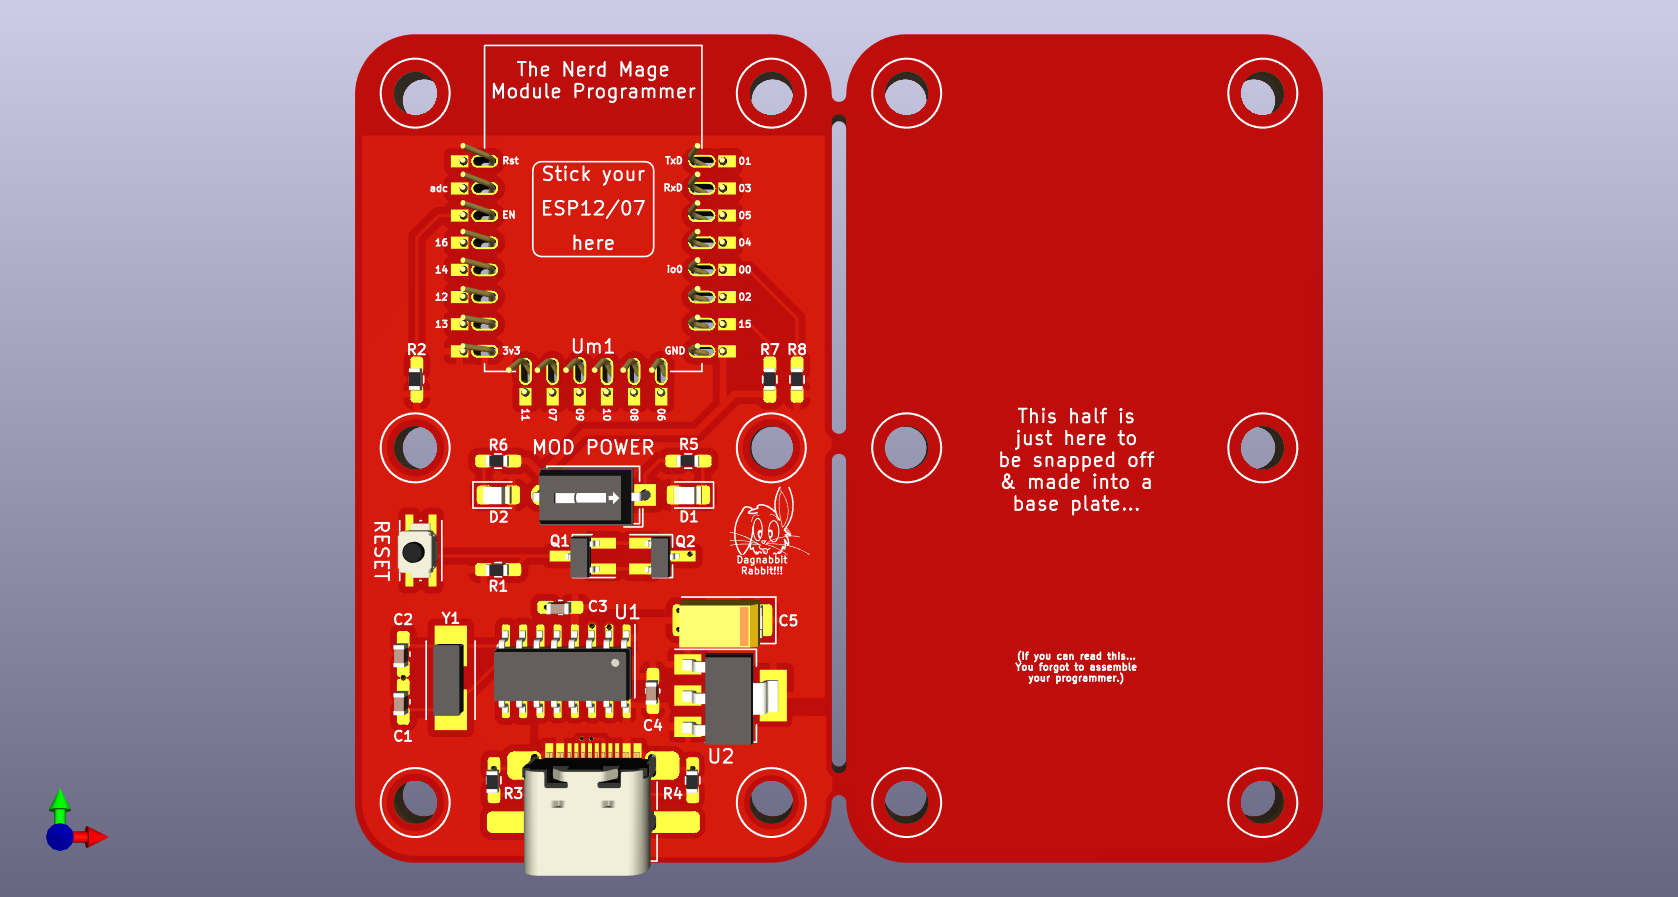 The Nerd Mage
Module Programmer
Rst
adc
EN
16
14
12
13
3v3
TxD 01
RxD 03
05
04
io0 00
02
15
GND
Stick your
ESP12/07
here
Um1
11
07
09
10
08
06
R2
R7
R8
MOD POWER
R6
R5
D2
D1
RESET
Q1
Q2
R1
Dagnabbit
Rabbit!!!
C3
U1
C5
C2
Y1
C1
C4
U2
R3
R4
This half is
just here to
be snapped off
& made into a
base plate...
(If you can read this...
You forgot to assemble
your programmer.)